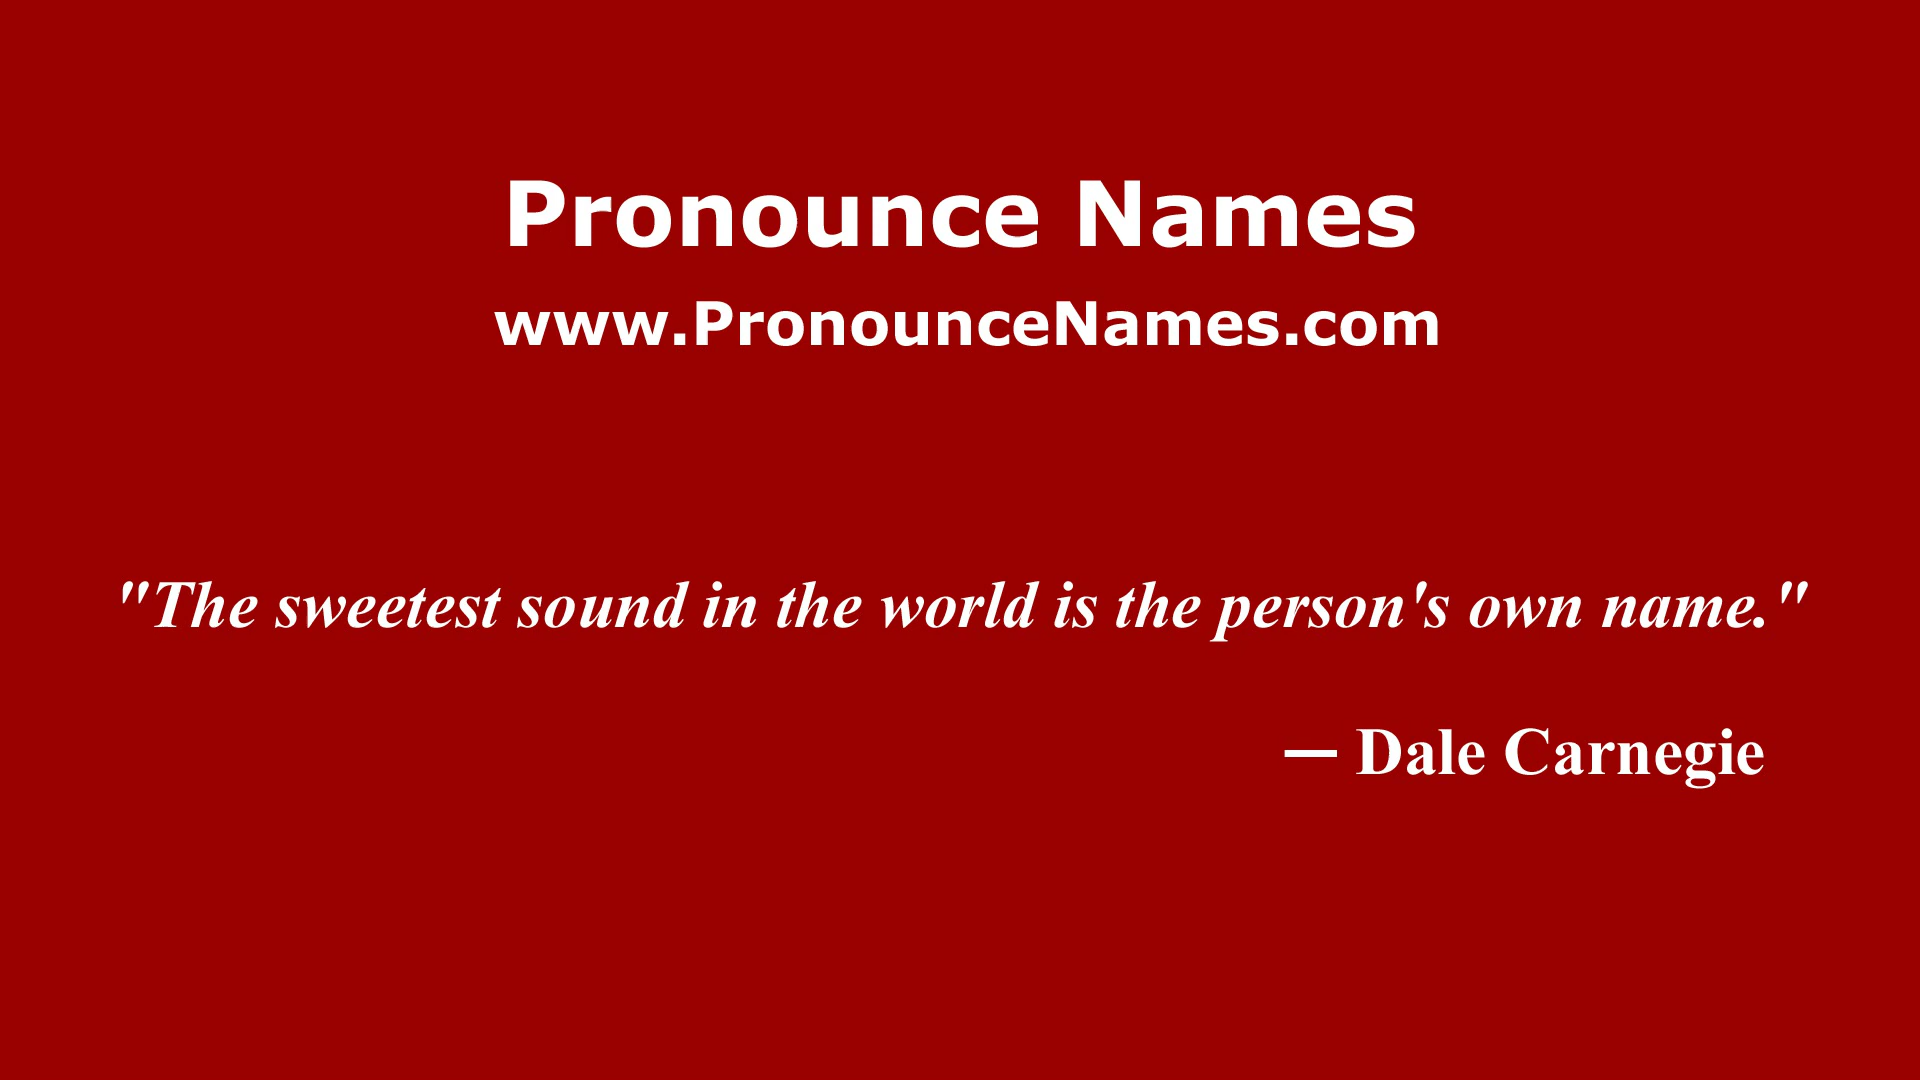 Pronounce Names
www.PronounceNames.com
"The sweetest sound in the world is the person's own name."
— Dale Carnegie